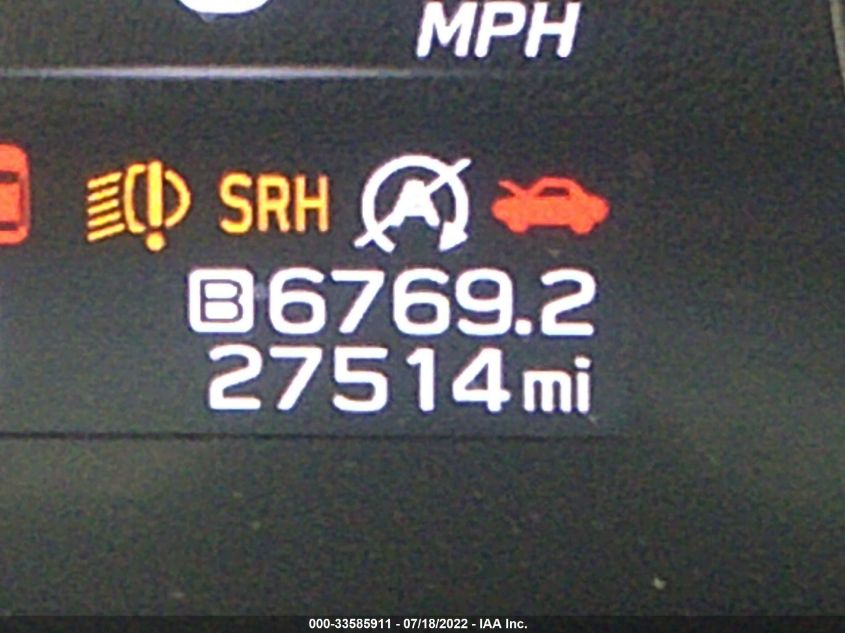 MPH
SRH A
B 6769.2
27514 mi
000-33585911 - 07/18/2022 - IAA Inc.